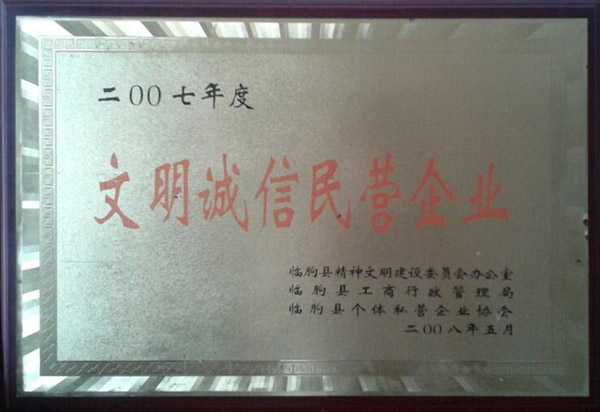 二00七年度
文明诚信民营企业
临朐县精神文明建设委员会办公室
临朐县工商行政管理局
临朐县个体私营企业协会
二00八年五月